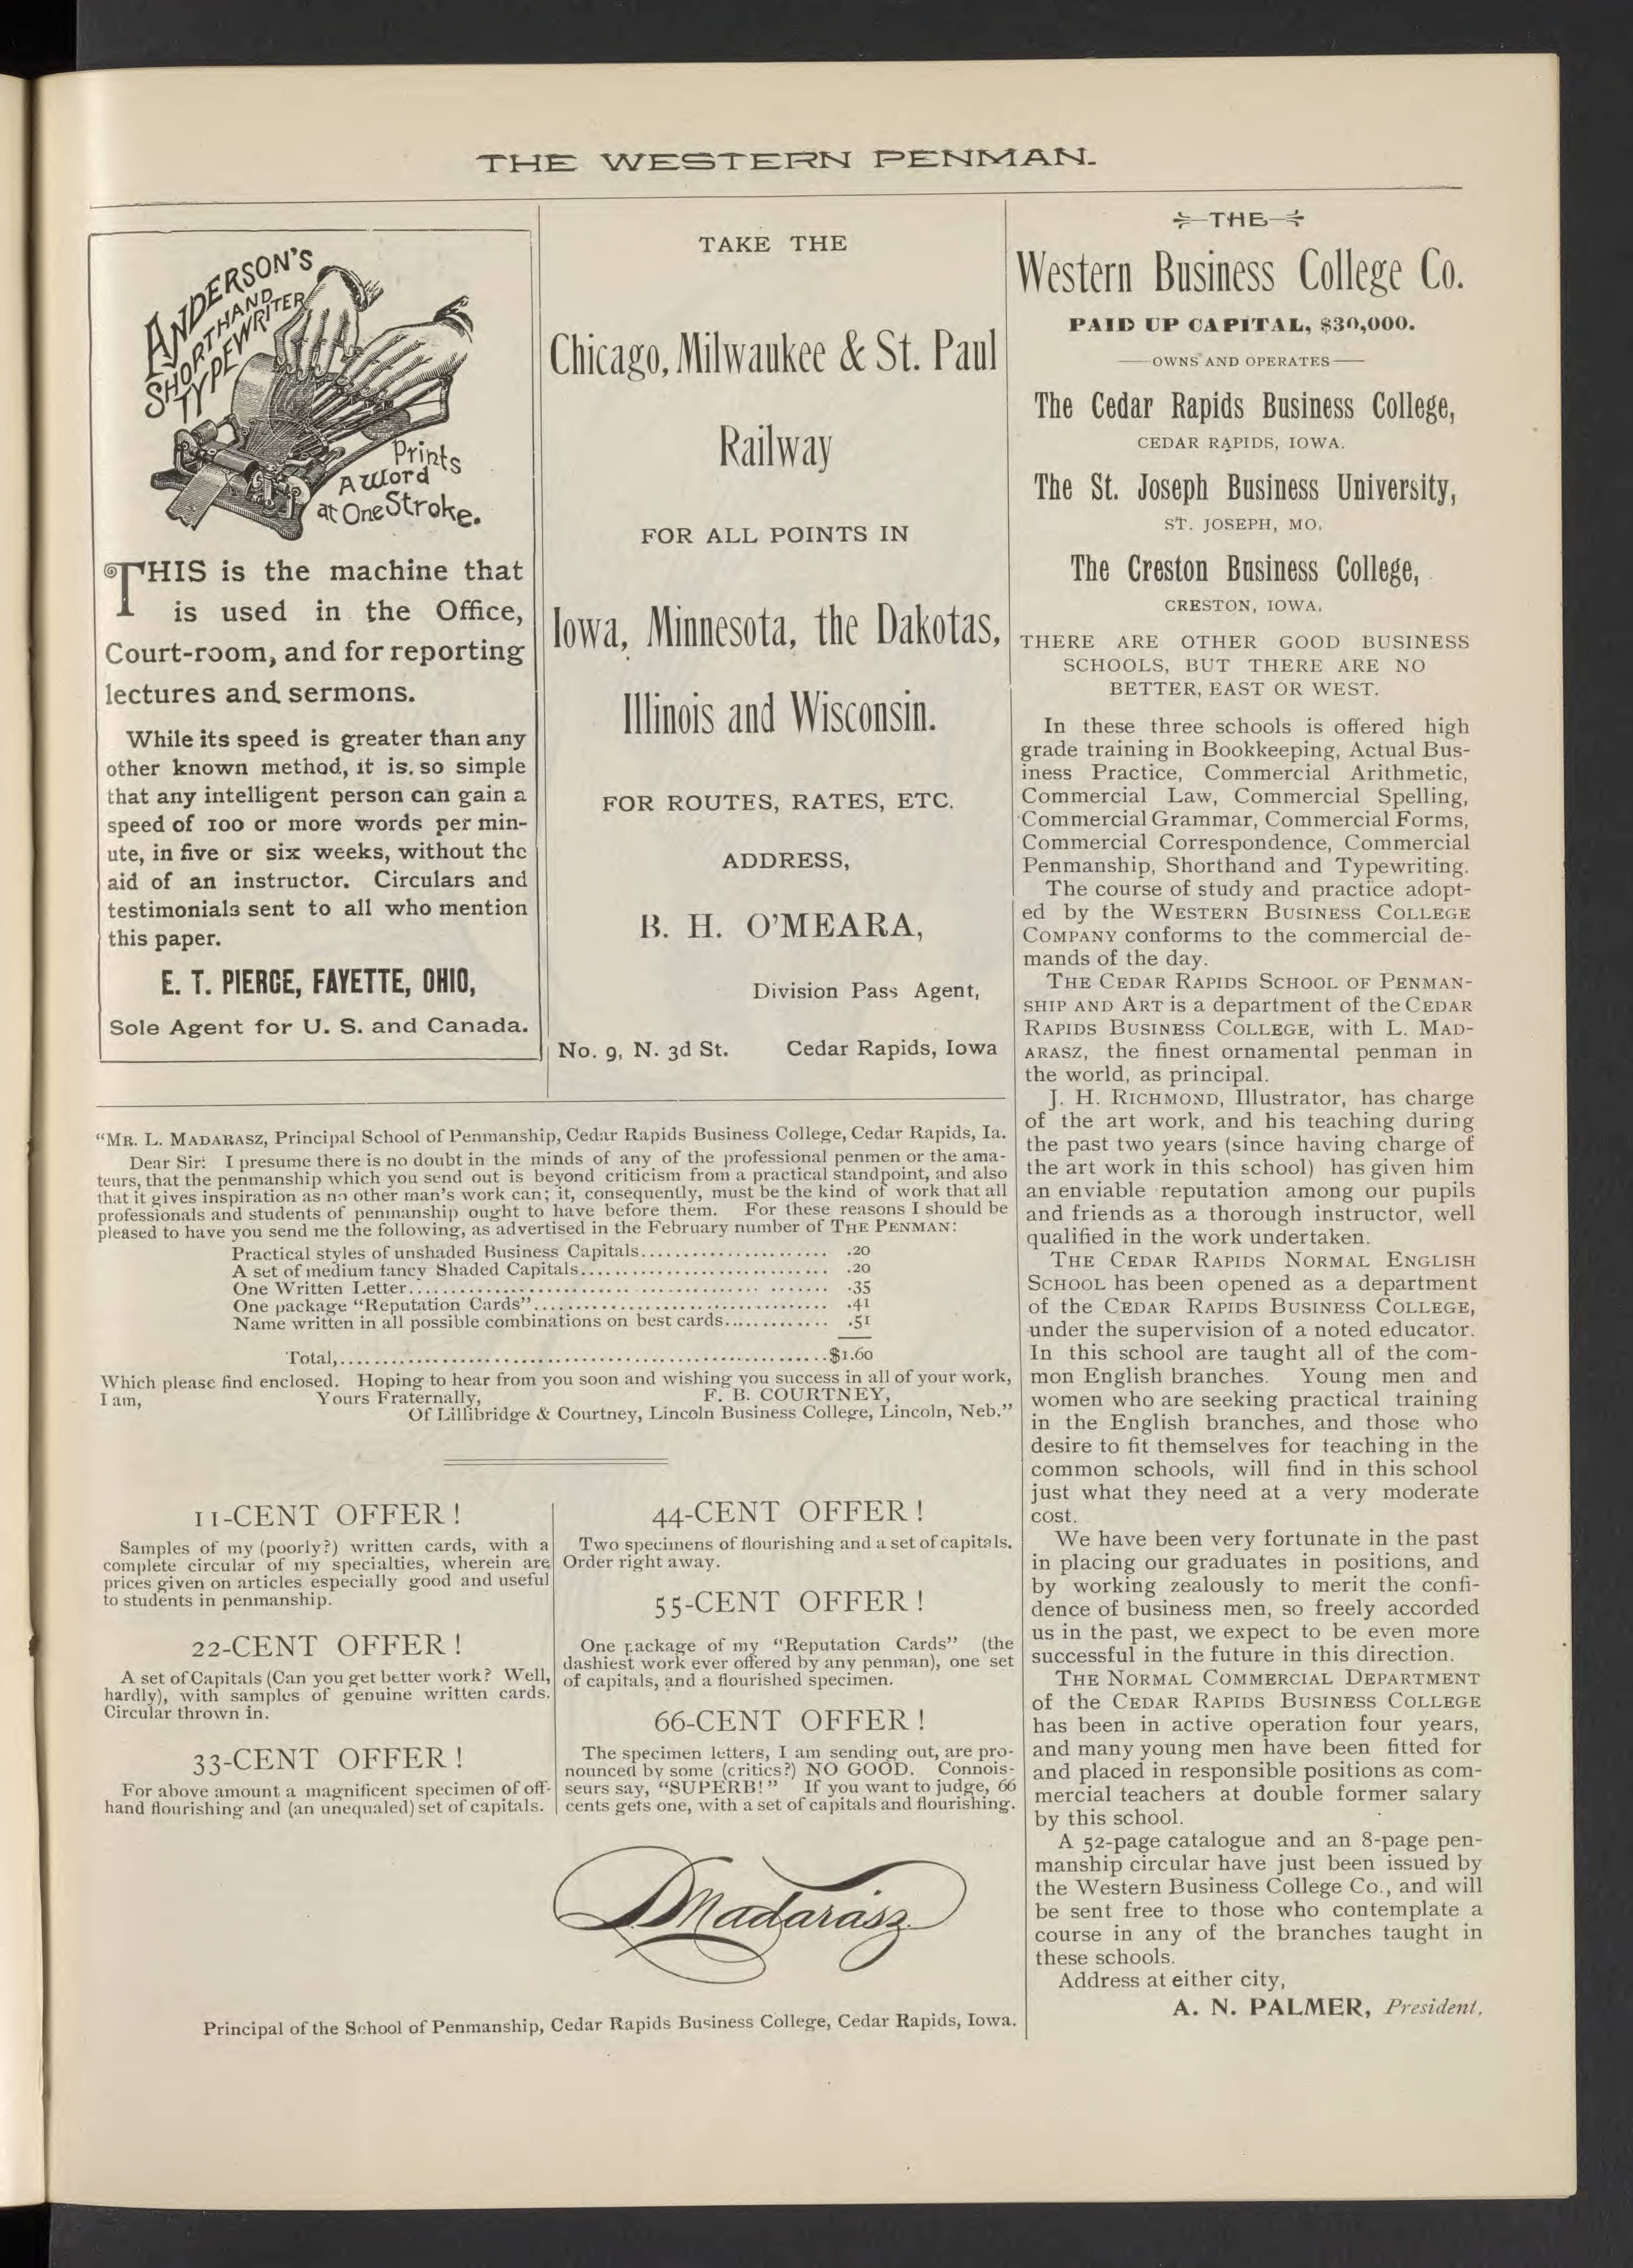 THE WESTERN PENMAN.
ANDERSON'S
SHORTHAND
TYPEWRITER
Prints
A Word
at One Stroke.
THIS is the machine that
is used in the Office,
Court-room, and for reporting
lectures and sermons.
While its speed is greater than any
other known method, it is, so simple
that any intelligent person can gain a
speed of 100 or more words per min-
ute, in five or six weeks, without the
aid of an instructor. Circulars and
testimonials sent to all who mention
this paper.
E. T. PIERCE, FAYETTE, OHIO,
Sole Agent for U. S. and Canada.
TAKE THE
Chicago, Milwaukee & St. Paul
Railway
FOR ALL POINTS IN
Iowa, Minnesota, the Dakotas,
Illinois and Wisconsin.
FOR ROUTES, RATES, ETC.
ADDRESS,
B. H. O'MEARA,
Division Pass Agent,
No. 9, N. 3d St. Cedar Rapids, Iowa
"MR. L. MADARASZ, Principal School of Penmanship, Cedar Rapids Business College, Cedar Rapids, Ia.
Dear Sir: I presume there is no doubt in the minds of any of the professional penmen or the ama-
teurs, that the penmanship which you send out is beyond criticism from a practical standpoint, and also
that it gives inspiration as no other man's work can; it, consequently, must be the kind of work that all
professionals and students of penmanship ought to have before them. For these reasons I should be
pleased to have you send me the following, as advertised in the February number of THE PENMAN:
Practical styles of unshaded Business Capitals...................... .20
A set of medium fancy Shaded Capitals............................. .20
One Written Letter................................................ .35
One package "Reputation Cards".................................... .41
Name written in all possible combinations on best cards............. .51
Total,............................................................$1.60
Which please find enclosed. Hoping to hear from you soon and wishing you success in all of your work,
I am, Yours Fraternally, F. B. COURTNEY,
Of Lillibridge & Courtney, Lincoln Business College, Lincoln, Neb."
11-CENT OFFER!
Samples of my (poorly?) written cards, with a
complete circular of my specialties, wherein are
prices given on articles especially good and useful
to students in penmanship.
22-CENT OFFER!
A set of Capitals (Can you get better work? Well,
hardly), with samples of genuine written cards.
Circular thrown in.
33-CENT OFFER!
For above amount a magnificent specimen of off-
hand flourishing and (an unequaled) set of capitals.
44-CENT OFFER!
Two specimens of flourishing and a set of capitals.
Order right away.
55-CENT OFFER!
One package of my "Reputation Cards" (the
dashiest work ever offered by any penman), one set
of capitals, and a flourished specimen.
66-CENT OFFER!
The specimen letters, I am sending out, are pro-
nounced by some (critics?) NO GOOD. Connois-
seurs say, "SUPERB!" If you want to judge, 66
cents gets one, with a set of capitals and flourishing.
L Madarász
Principal of the School of Penmanship, Cedar Rapids Business College, Cedar Rapids, Iowa.
THE
Western Business College Co.
PAID UP CAPITAL, $30,000.
OWNS AND OPERATES
The Cedar Rapids Business College,
CEDAR RAPIDS, IOWA.
The St. Joseph Business University,
ST. JOSEPH, MO.
The Creston Business College,
CRESTON, IOWA.
THERE ARE OTHER GOOD BUSINESS
SCHOOLS, BUT THERE ARE NO
BETTER, EAST OR WEST.
In these three schools is offered high
grade training in Bookkeeping, Actual Bus-
iness Practice, Commercial Arithmetic,
Commercial Law, Commercial Spelling,
Commercial Grammar, Commercial Forms,
Commercial Correspondence, Commercial
Penmanship, Shorthand and Typewriting.
The course of study and practice adopt-
ed by the WESTERN BUSINESS COLLEGE
COMPANY conforms to the commercial de-
mands of the day.
THE CEDAR RAPIDS SCHOOL OF PENMAN-
SHIP AND ART is a department of the CEDAR
RAPIDS BUSINESS COLLEGE, with L. MAD-
ARASZ, the finest ornamental penman in
the world, as principal.
J. H. RICHMOND, Illustrator, has charge
of the art work, and his teaching during
the past two years (since having charge of
the art work in this school) has given him
an enviable reputation among our pupils
and friends as a thorough instructor, well
qualified in the work undertaken.
THE CEDAR RAPIDS NORMAL ENGLISH
SCHOOL has been opened as a department
of the CEDAR RAPIDS BUSINESS COLLEGE,
under the supervision of a noted educator.
In this school are taught all of the com-
mon English branches. Young men and
women who are seeking practical training
in the English branches, and those who
desire to fit themselves for teaching in the
common schools, will find in this school
just what they need at a very moderate
cost.
We have been very fortunate in the past
in placing our graduates in positions, and
by working zealously to merit the confi-
dence of business men, so freely accorded
us in the past, we expect to be even more
successful in the future in this direction.
THE NORMAL COMMERCIAL DEPARTMENT
of the CEDAR RAPIDS BUSINESS COLLEGE
has been in active operation four years,
and many young men have been fitted for
and placed in responsible positions as com-
mercial teachers at double former salary
by this school.
A 52-page catalogue and an 8-page pen-
manship circular have just been issued by
the Western Business College Co., and will
be sent free to those who contemplate a
course in any of the branches taught in
these schools.
Address at either city,
A. N. PALMER, President.